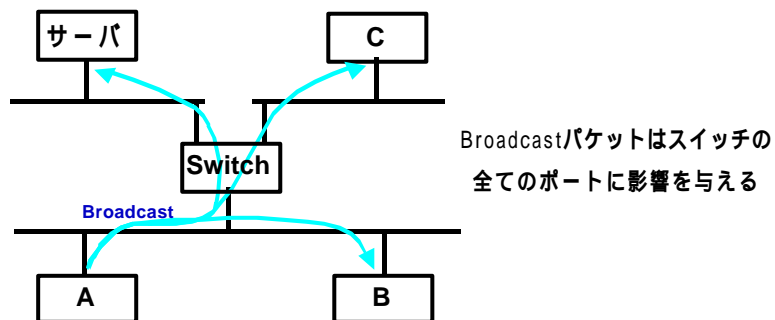 サーバ
C
Switch
Broadcastパケットはスイッチの
全てのポートに影響を与える
Broadcast
A
B